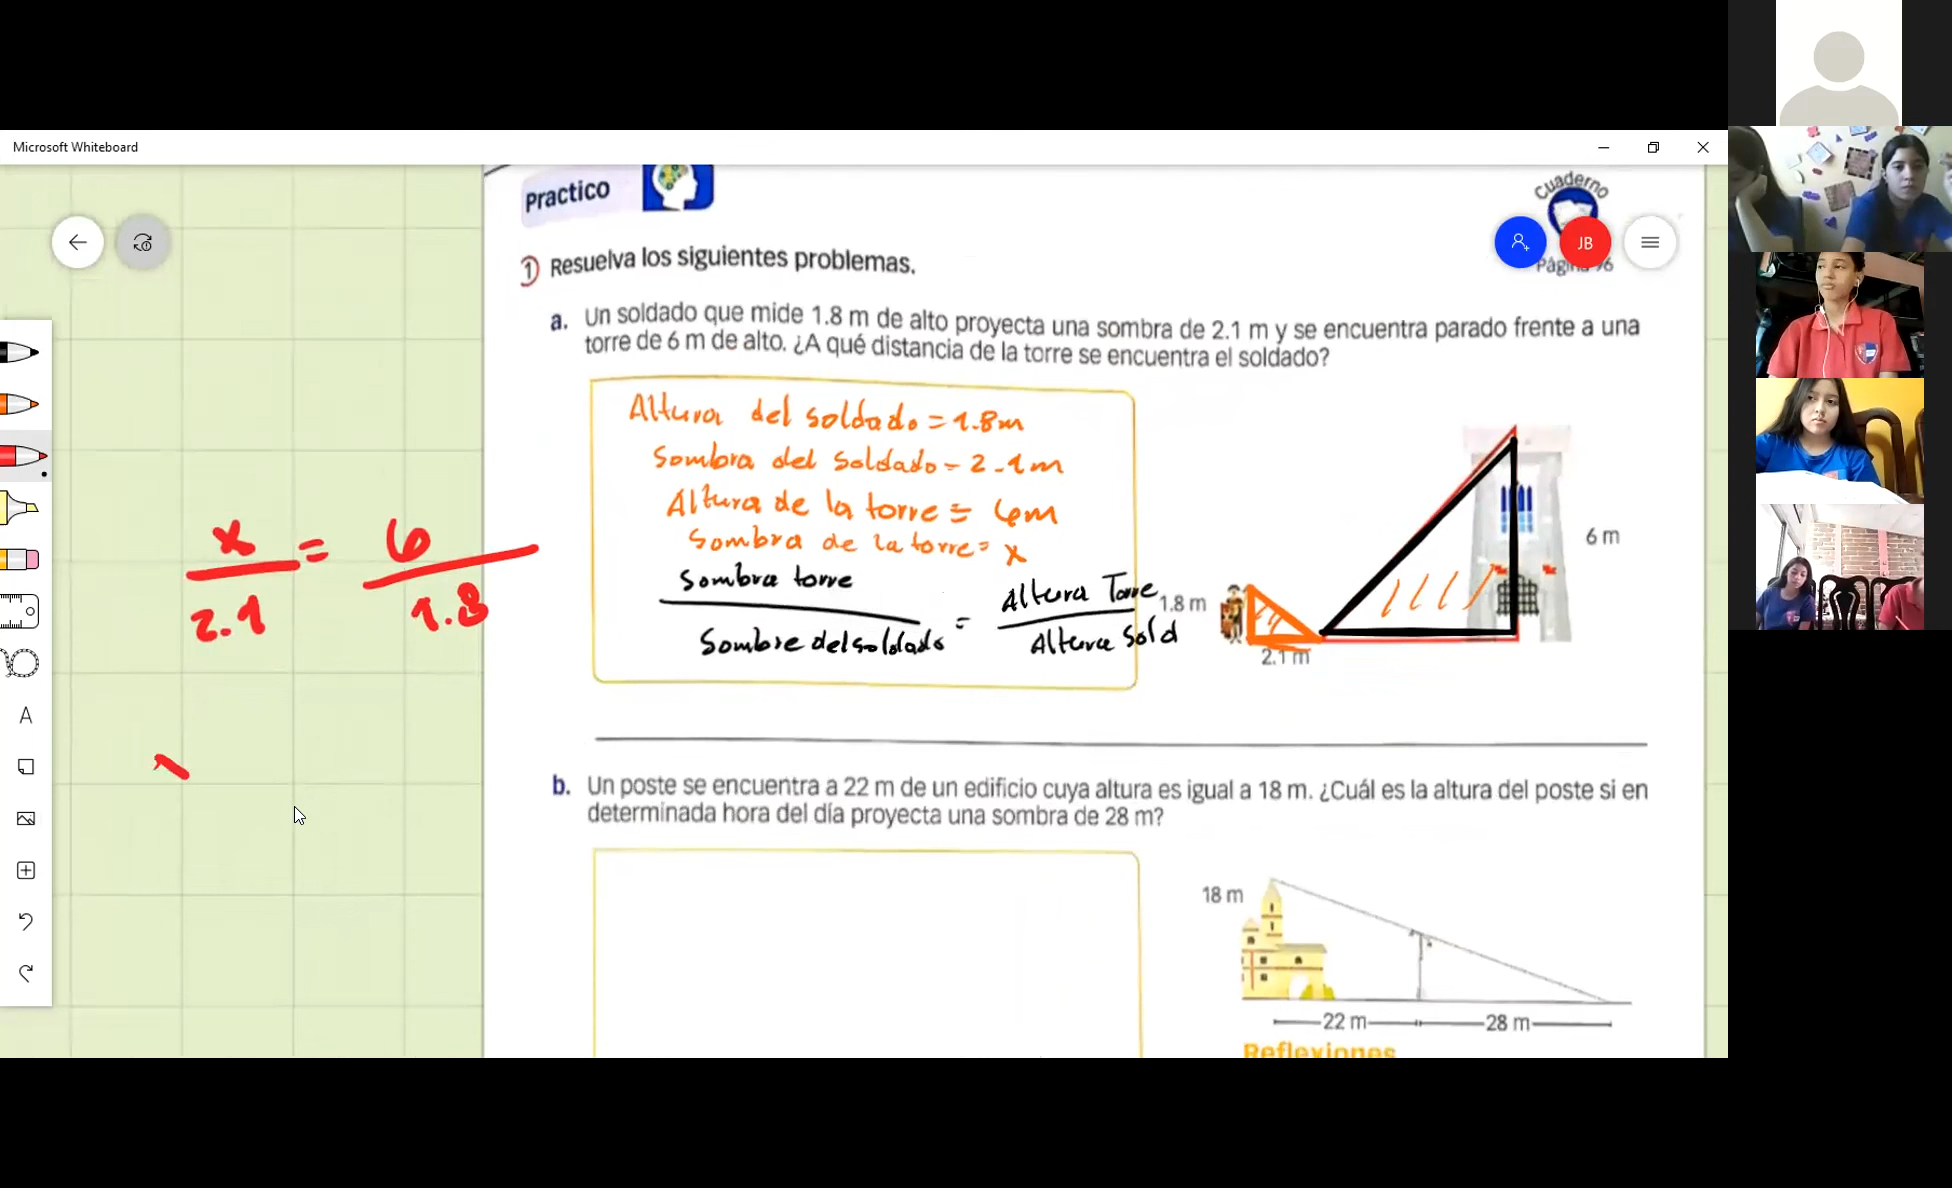 Microsoft Whiteboard
Practico
Cuaderno
JB
1) Resuelva los siguientes problemas.
a. Un soldado que mide 1.8 m de alto proyecta una sombra de 2.1 m y se encuentra parado frente a una
torre de 6 m de alto. ¿A qué distancia de la torre se encuentra el soldado?
Altura del soldado = 1.8m
Sombra del soldado = 2.1m
Altura de la torre = 6m
Sombra de la torre = x
Sombra torre
Sombre del soldado
=
Altura Torre
Altura Sold
x
2.1
=
6
1.8
1.8 m
2.1 m
6 m
b. Un poste se encuentra a 22 m de un edificio cuya altura es igual a 18 m. ¿Cuál es la altura del poste si en
determinada hora del día proyecta una sombra de 28 m?
18 m
22 m
28 m
Reflexiones
A